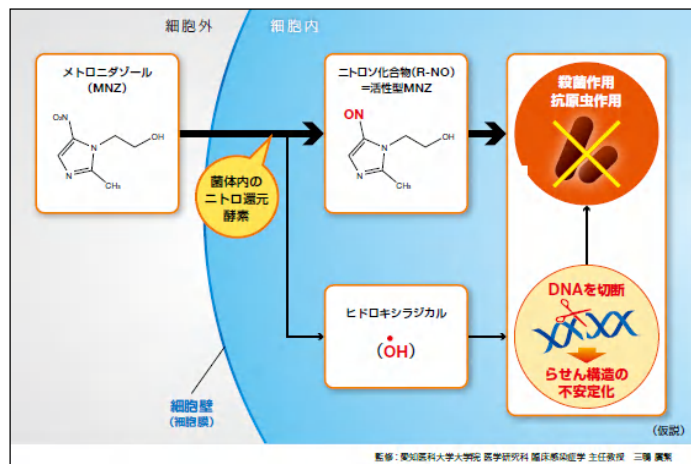 細胞外
細胞内
メトロニダゾール
(MNZ)
O₂N
N
OH
N
CH₃
菌体内の
ニトロ還元
酵素
ニトロソ化合物(R-NO)
=活性型MNZ
ON
N
OH
N
CH₃
殺菌作用
抗原虫作用
ヒドロキシラジカル
(ȮH)
DNAを切断
らせん構造の
不安定化
細胞壁
(細胞膜)
(仮説)
監修:愛知医科大学大学院 医学研究科 臨床感染症学 主任教授 三鴨 廣繁